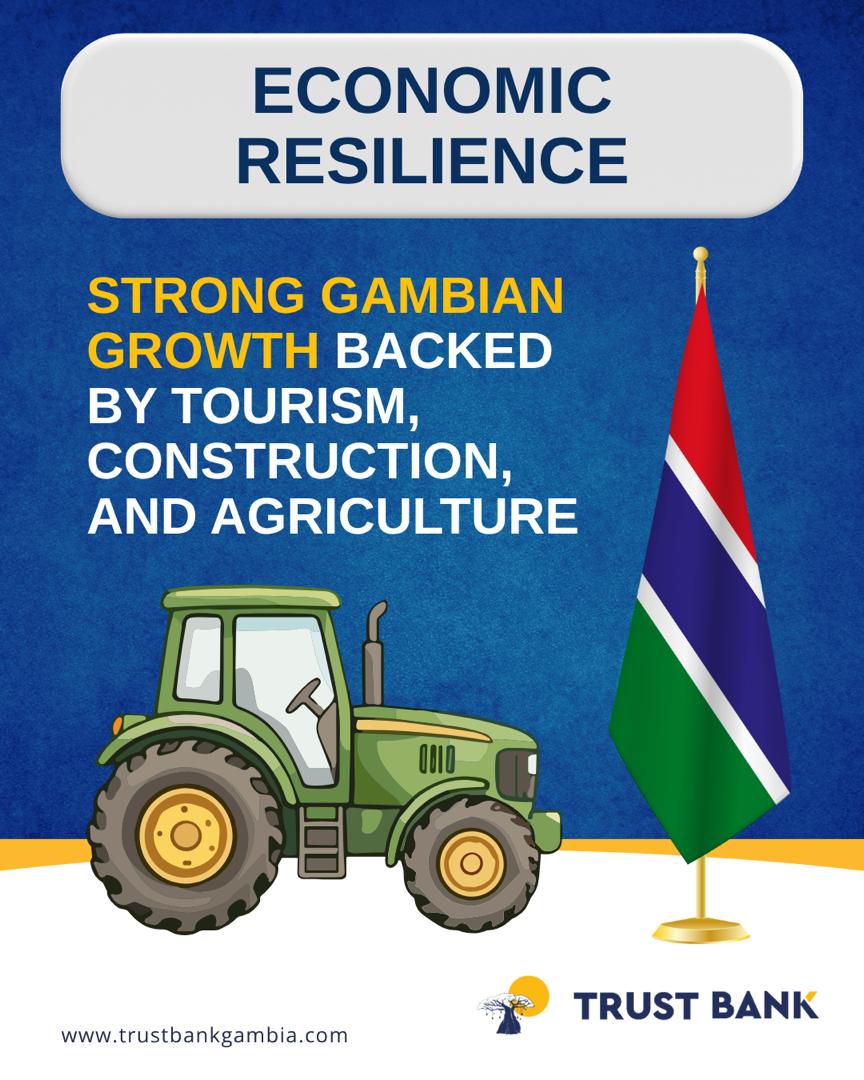 ECONOMIC
RESILIENCE
STRONG GAMBIAN
GROWTH BACKED
BY TOURISM,
CONSTRUCTION,
AND AGRICULTURE
TRUST BANK
www.trustbankgambia.com